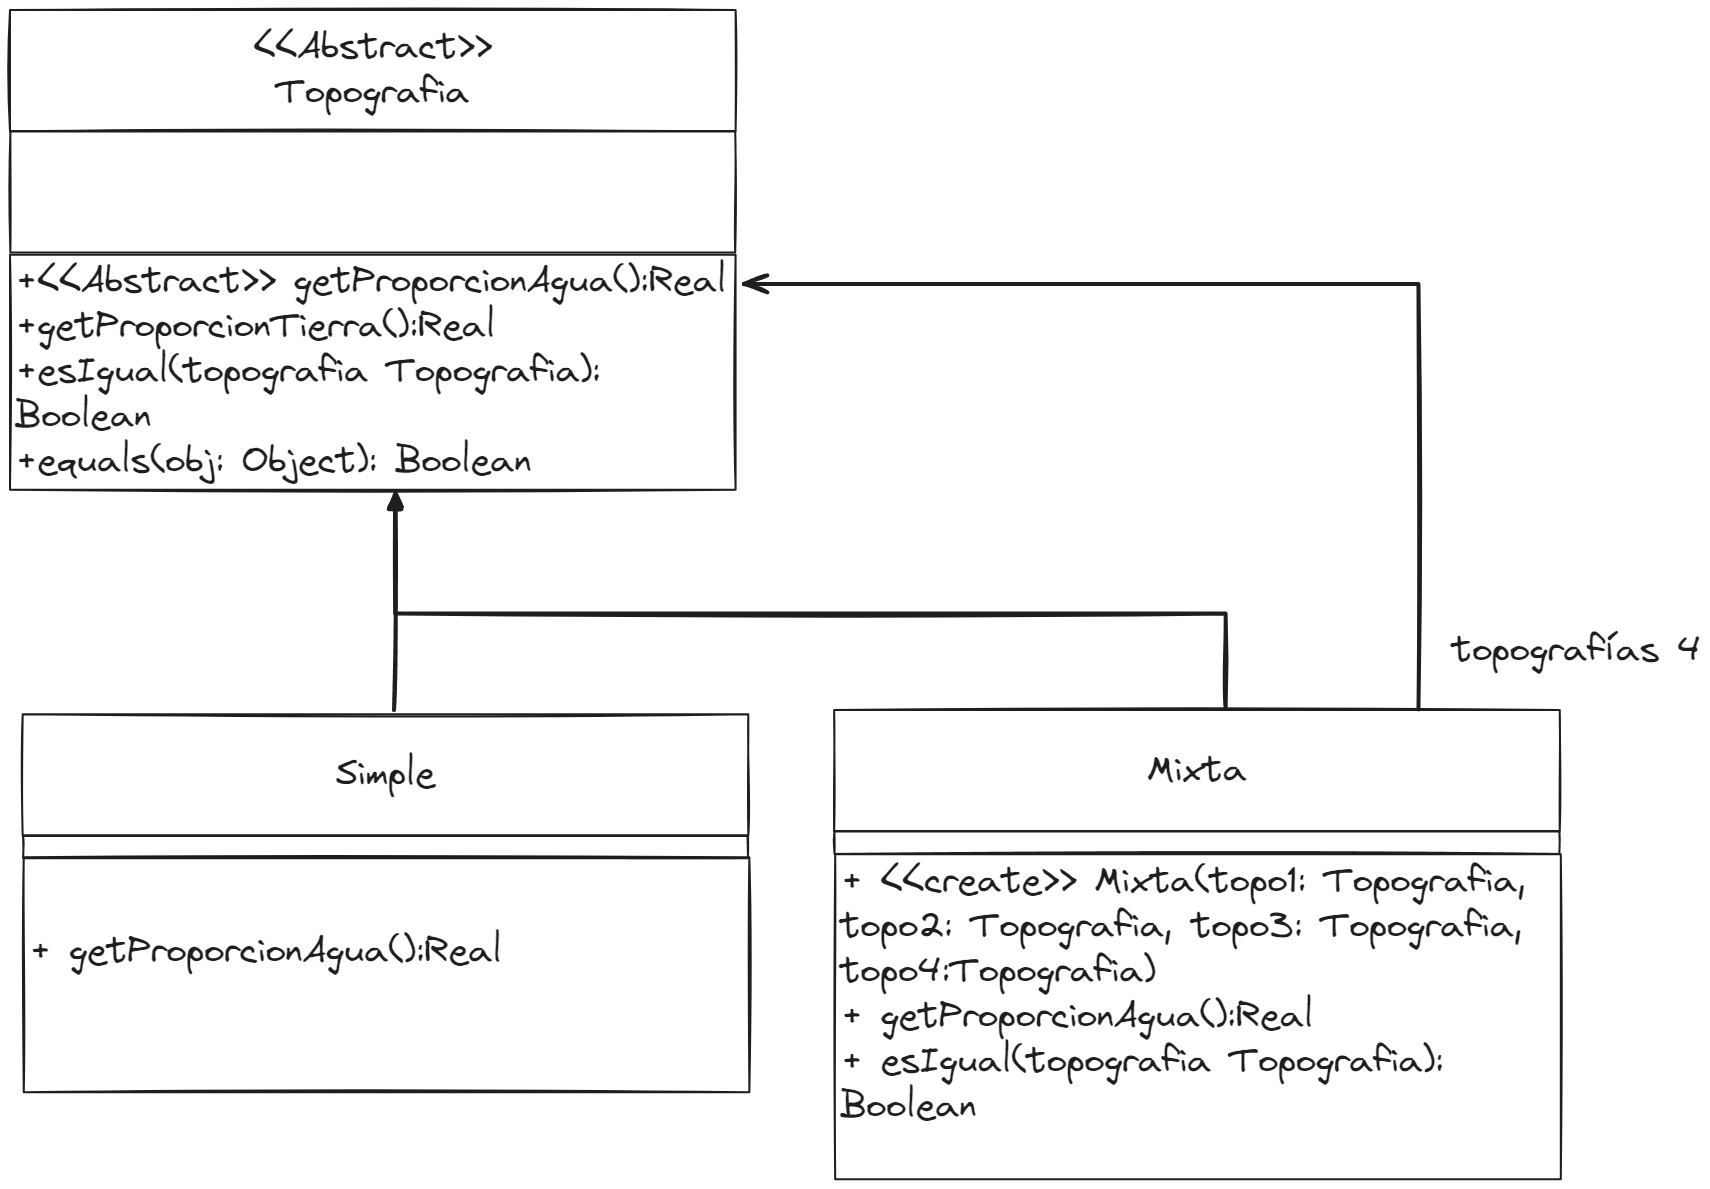 <<Abstract>>
Topografia
+<<Abstract>> getProporcionAgua():Real
+getProporcionTierra():Real
+esIgual(topografia Topografia):
Boolean
+equals(obj: Object): Boolean
topografías 4
Simple
+ getProporcionAgua():Real
Mixta
+ <<create>> Mixta(topo1: Topografia,
topo2: Topografia, topo3: Topografia,
topo4:Topografia)
+ getProporcionAgua():Real
+ esIgual(topografia Topografia):
Boolean